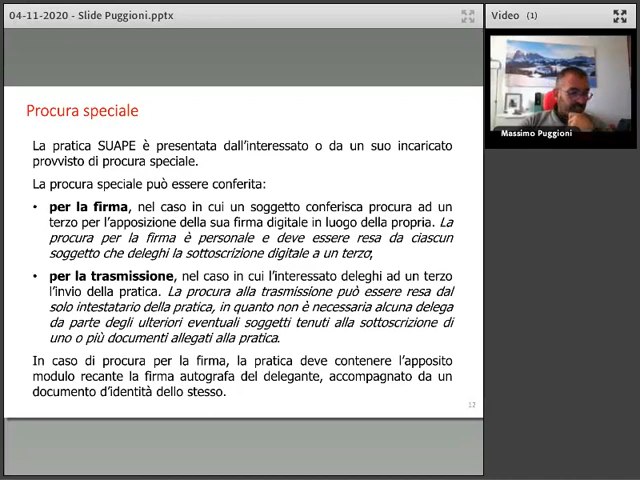 04-11-2020 - Slide Puggioni.pptx
Video (1)
Massimo Puggioni
Procura speciale
La pratica SUAPE è presentata dall'interessato o da un suo incaricato
provvisto di procura speciale.
La procura speciale può essere conferita:
• per la firma, nel caso in cui un soggetto conferisca procura ad un
terzo per l'apposizione della sua firma digitale in luogo della propria. La
procura per la firma è personale e deve essere resa da ciascun
soggetto che deleghi la sottoscrizione digitale a un terzo;
• per la trasmissione, nel caso in cui l'interessato deleghi ad un terzo
l'invio della pratica. La procura alla trasmissione può essere resa dal
solo intestatario della pratica, in quanto non è necessaria alcuna delega
da parte degli ulteriori eventuali soggetti tenuti alla sottoscrizione di
uno o più documenti allegati alla pratica.
In caso di procura per la firma, la pratica deve contenere l'apposito
modulo recante la firma autografa del delegante, accompagnato da un
documento d'identità dello stesso.
12